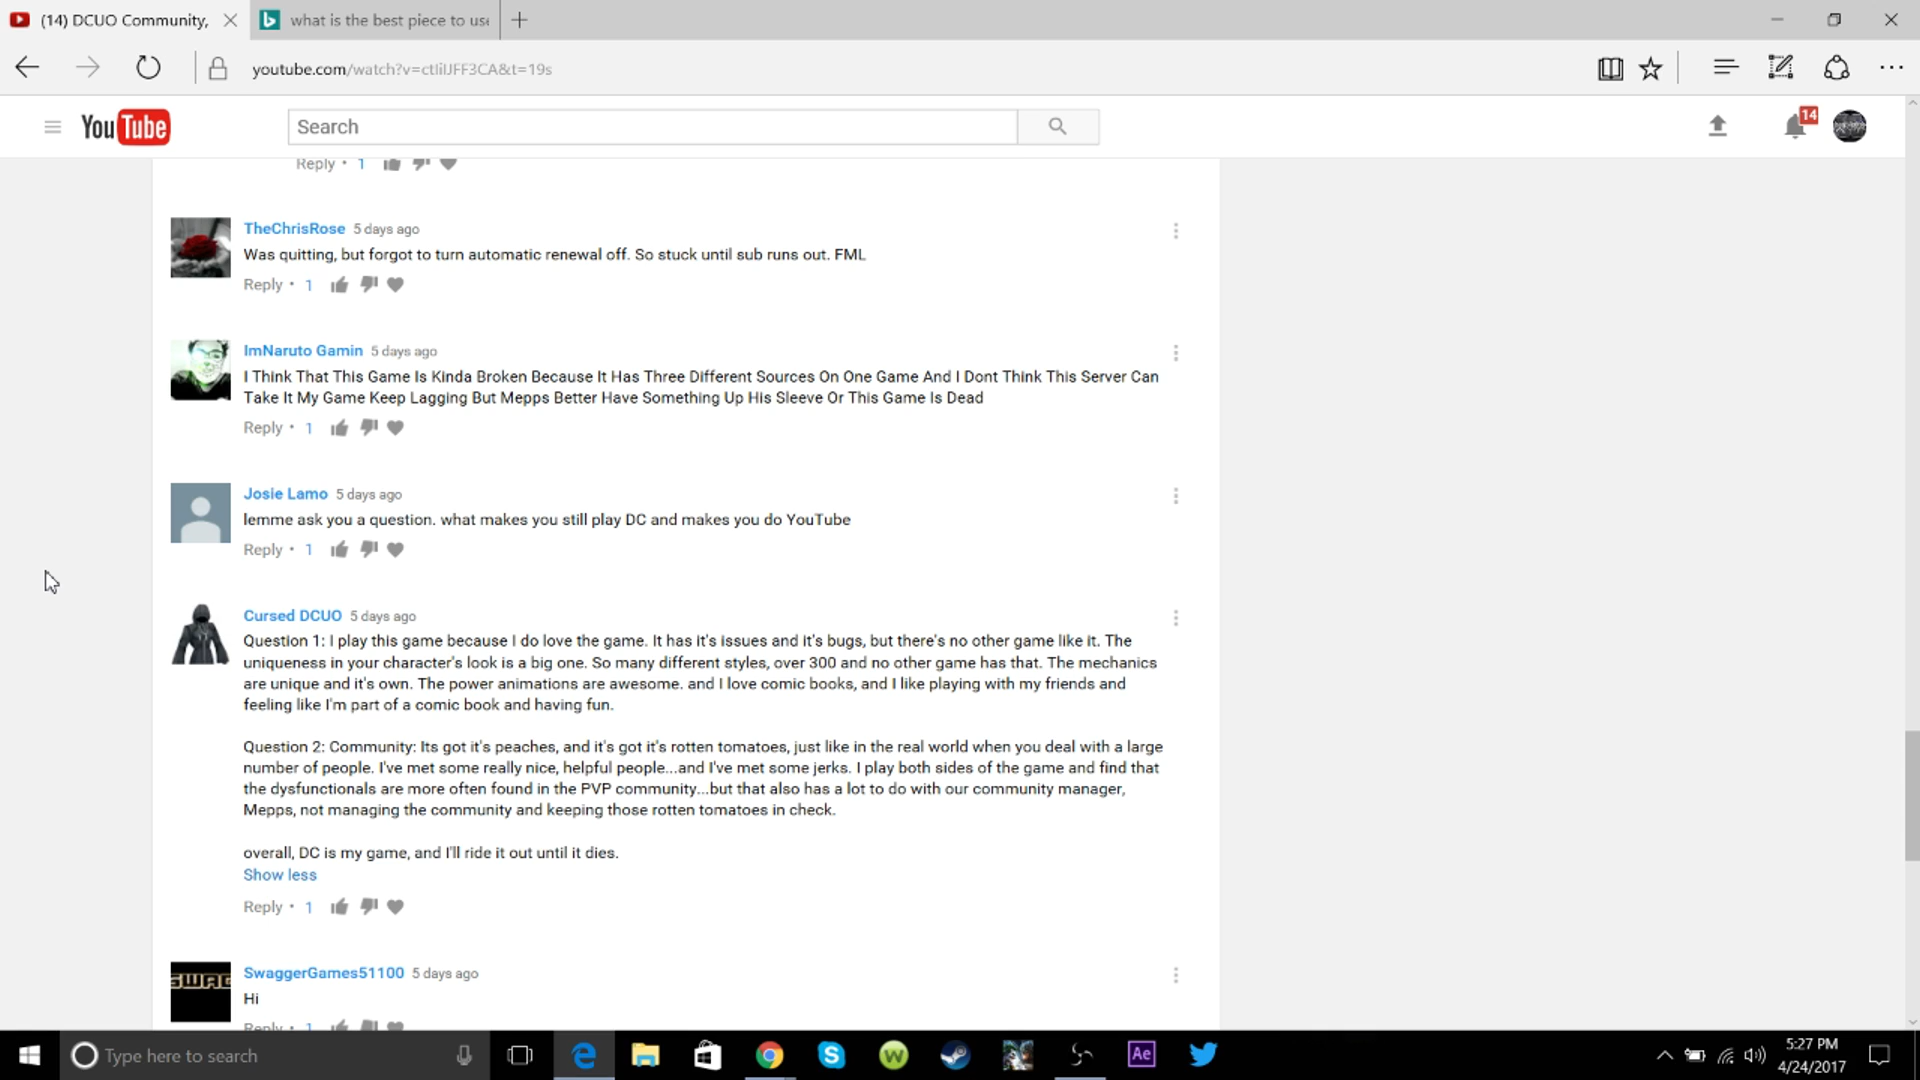 (14) DCUO Community,
what is the best piece to use
youtube.com/watch?v=ctIiIJFF3CA&t=19s
YouTube
Search
14
Reply • 1
TheChrisRose 5 days ago
Was quitting, but forgot to turn automatic renewal off. So stuck until sub runs out. FML
Reply • 1
ImNaruto Gamin 5 days ago
I Think That This Game Is Kinda Broken Because It Has Three Different Sources On One Game And I Dont Think This Server Can
Take It My Game Keep Lagging But Mepps Better Have Something Up His Sleeve Or This Game Is Dead
Reply • 1
Josie Lamo 5 days ago
lemme ask you a question. what makes you still play DC and makes you do YouTube
Reply • 1
Cursed DCUO 5 days ago
Question 1: I play this game because I do love the game. It has it's issues and it's bugs, but there's no other game like it. The
uniqueness in your character's look is a big one. So many different styles, over 300 and no other game has that. The mechanics
are unique and it's own. The power animations are awesome. and I love comic books, and I like playing with my friends and
feeling like I'm part of a comic book and having fun.
Question 2: Community: Its got it's peaches, and it's got it's rotten tomatoes, just like in the real world when you deal with a large
number of people. I've met some really nice, helpful people...and I've met some jerks. I play both sides of the game and find that
the dysfunctionals are more often found in the PVP community...but that also has a lot to do with our community manager,
Mepps, not managing the community and keeping those rotten tomatoes in check.
overall, DC is my game, and I'll ride it out until it dies.
Show less
Reply • 1
SWAG
SwaggerGames51100 5 days ago
Hi
Reply • 1
Type here to search
Ae
5:27 PM
4/24/2017